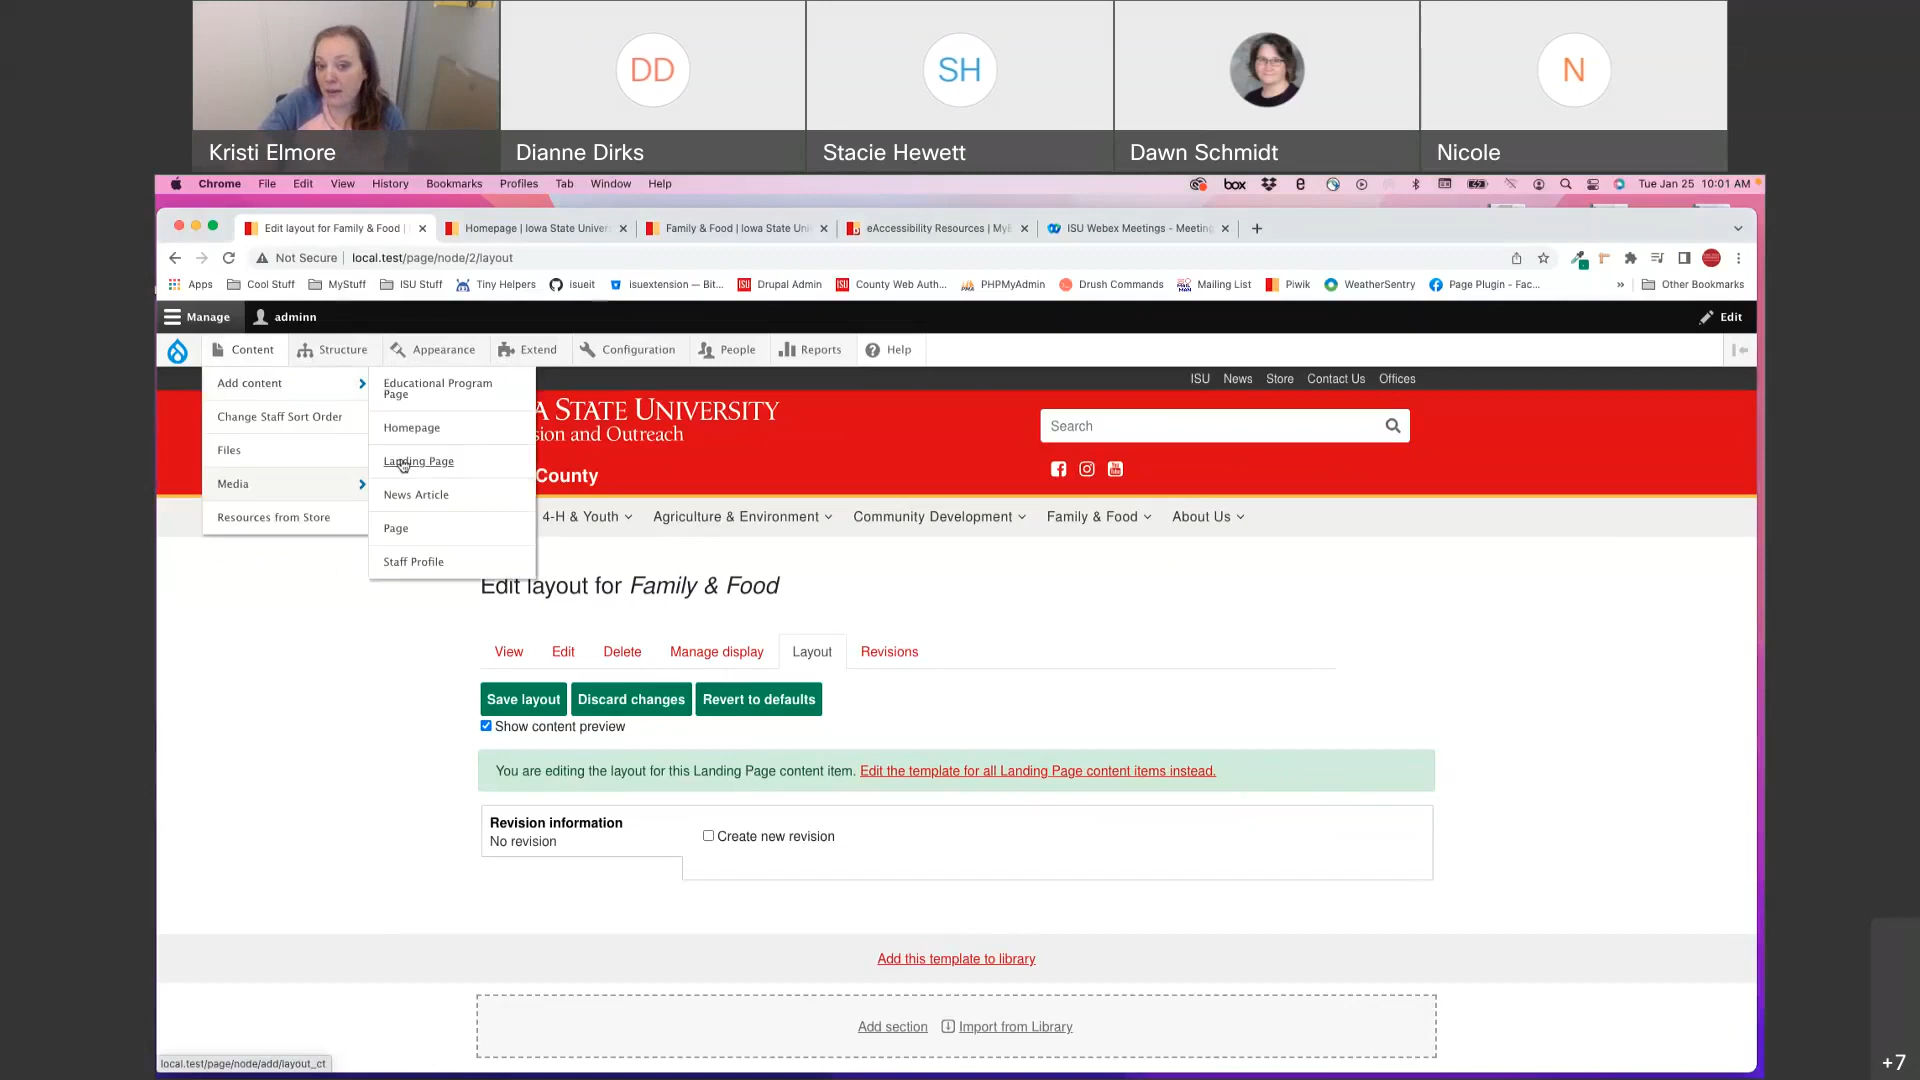 DD
SH
N
Kristi Elmore
Dianne Dirks
Stacie Hewett
Dawn Schmidt
Nicole
Chrome File Edit View History Bookmarks Profiles Tab Window Help
box
Tue Jan 25 10:01 AM
Edit layout for Family & Food |
Homepage | Iowa State Univers
Family & Food | Iowa State Uni
eAccessibility Resources | MyE
ISU Webex Meetings - Meeting
Not Secure
local.test/page/node/2/layout
Apps
Cool Stuff
MyStuff
ISU Stuff
Tiny Helpers
isueit
isuextension — Bit...
Drupal Admin
County Web Auth...
PHPMyAdmin
Drush Commands
Mailing List
Piwik
WeatherSentry
Page Plugin - Fac...
»
Other Bookmarks
Manage
adminn
Edit
Content
Structure
Appearance
Extend
Configuration
People
Reports
Help
Add content
Change Staff Sort Order
Files
Media
Resources from Store
Educational Program
Page
Homepage
Landing Page
News Article
Page
Staff Profile
ISU News Store Contact Us Offices
A STATE UNIVERSITY
sion and Outreach
County
Search
4-H & Youth
Agriculture & Environment
Community Development
Family & Food
About Us
Edit layout for Family & Food
View
Edit
Delete
Manage display
Layout
Revisions
Save layout
Discard changes
Revert to defaults
Show content preview
You are editing the layout for this Landing Page content item. Edit the template for all Landing Page content items instead.
Revision information
No revision
Create new revision
Add this template to library
Add section
Import from Library
local.test/page/node/add/layout_ct
+7